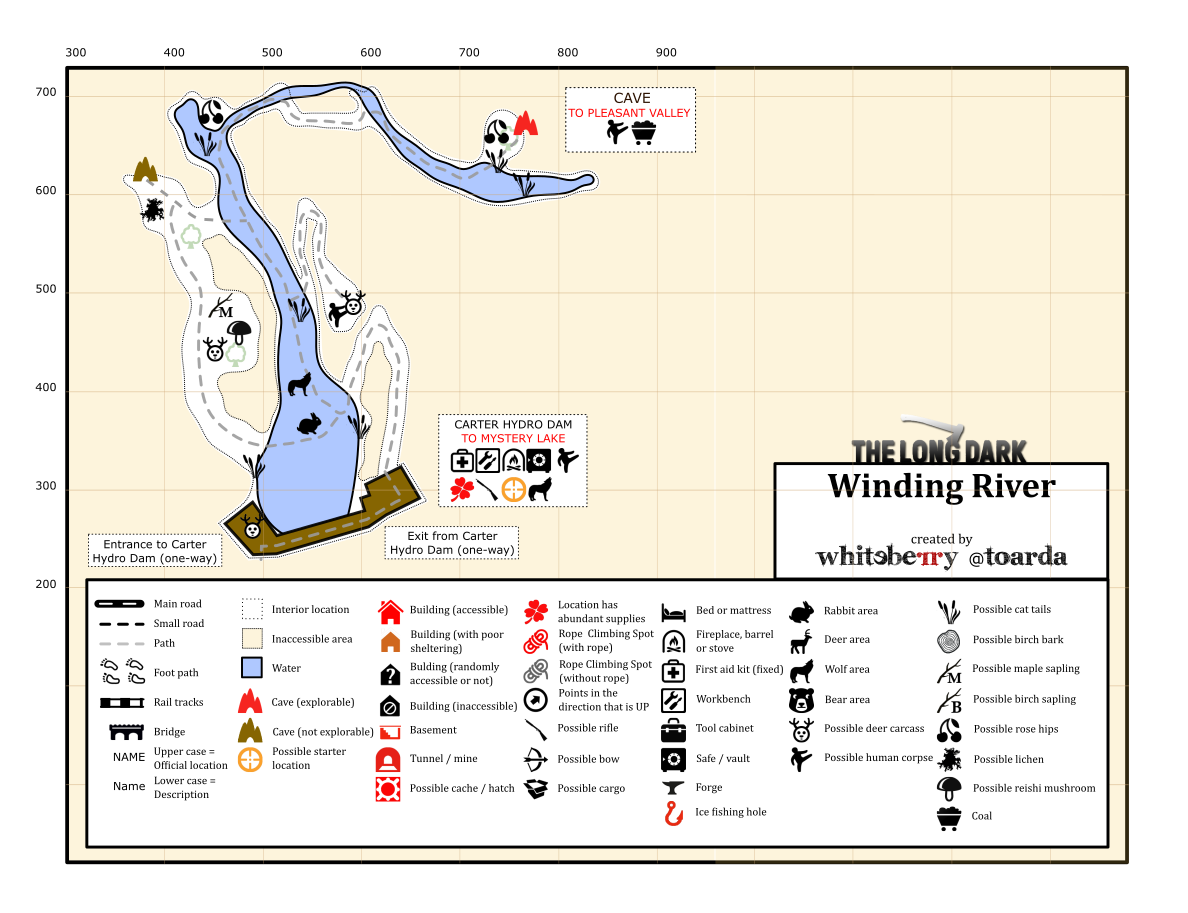 300 400 500 600 700 800 900
700
600
500
400
300
200
CAVE
TO PLEASANT VALLEY
M
CARTER HYDRO DAM
TO MYSTERY LAKE
Entrance to Carter
Hydro Dam (one-way)
Exit from Carter
Hydro Dam (one-way)
THE LONG DARK
Winding River
created by
whiteberry @toarda
Main road
Small road
Path
Foot path
Rail tracks
Bridge
NAME Upper case =
Official location
Name Lower case =
Description
Interior location
Inaccessible area
Water
Cave (explorable)
Cave (not explorable)
Possible starter
location
Building (accessible)
Building (with poor
sheltering)
?
Bulding (randomly
accessible or not)
Building (inaccessible)
Basement
Tunnel / mine
Possible cache / hatch
Location has
abundant supplies
Rope Climbing Spot
(with rope)
Rope Climbing Spot
(without rope)
Points in the
direction that is UP
Possible rifle
Possible bow
Possible cargo
Bed or mattress
Fireplace, barrel
or stove
First aid kit (fixed)
Workbench
Tool cabinet
Safe / vault
Forge
Ice fishing hole
Rabbit area
Deer area
Wolf area
Bear area
Possible deer carcass
Possible human corpse
Possible cat tails
Possible birch bark
M Possible maple sapling
B Possible birch sapling
Possible rose hips
Possible lichen
Possible reishi mushroom
Coal